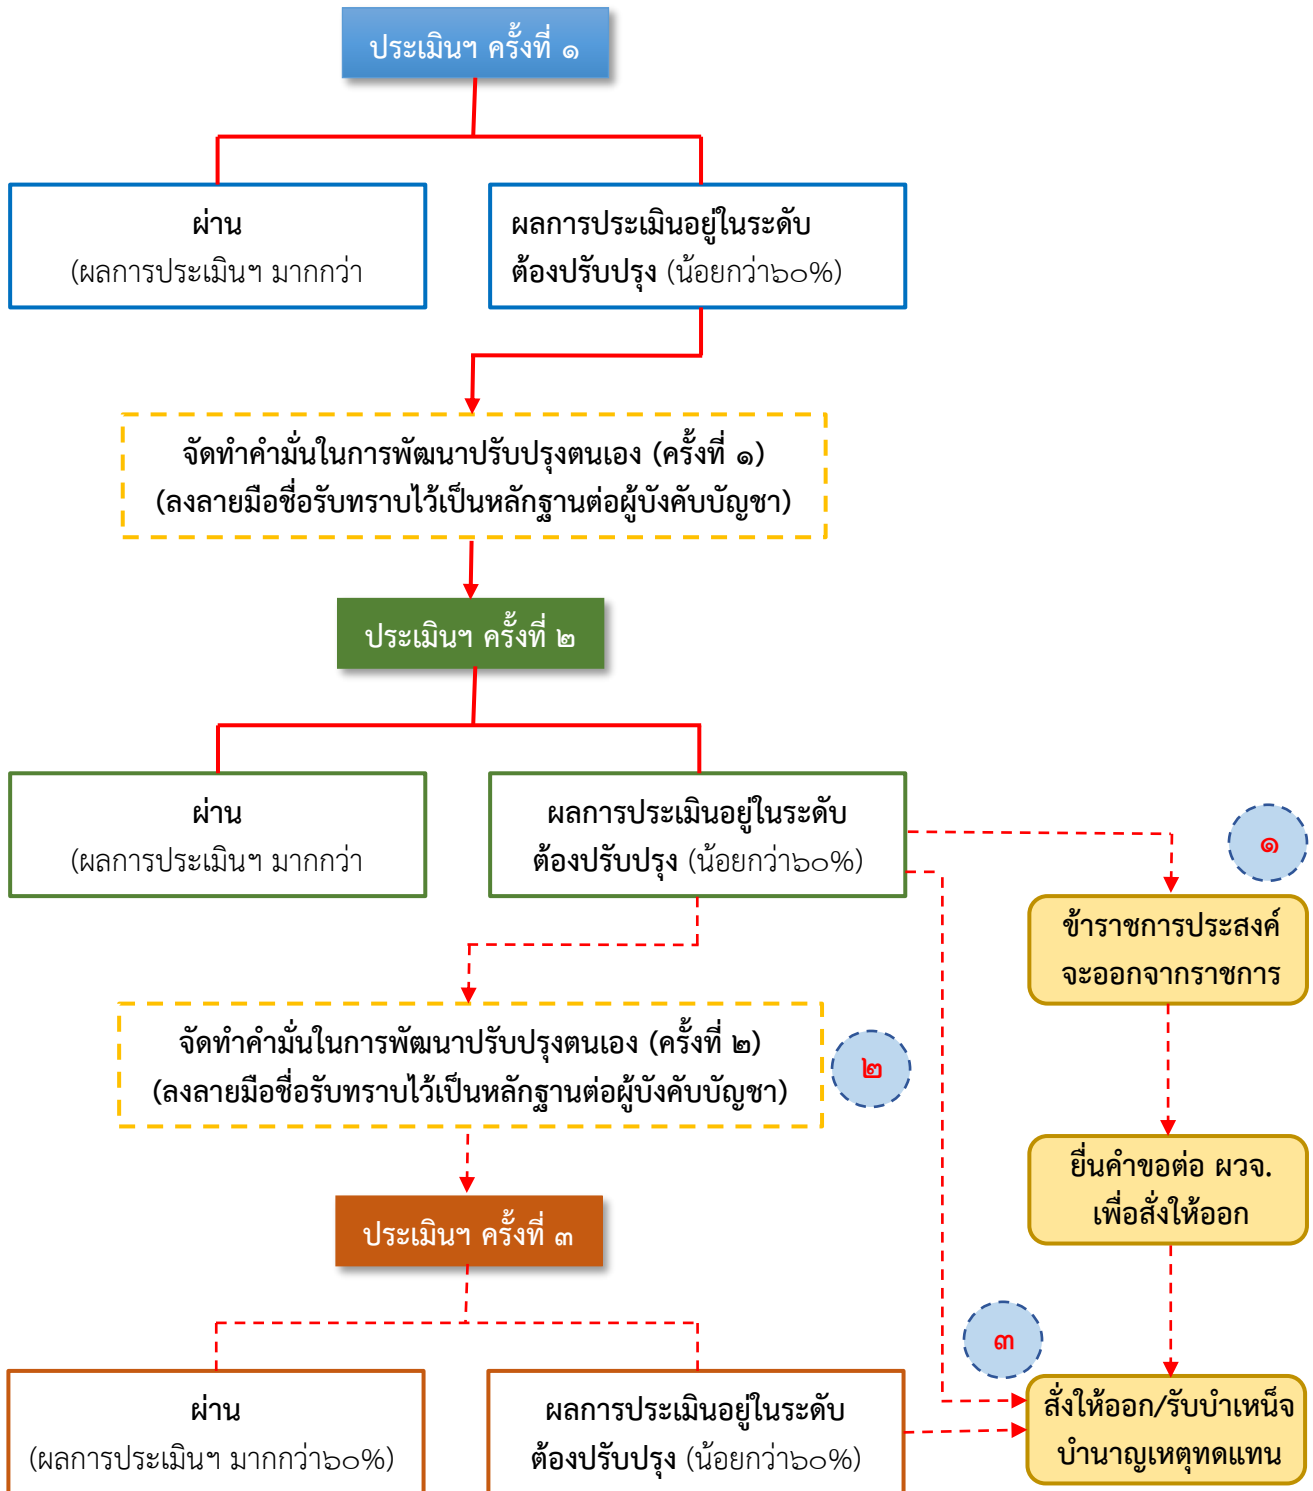 ประเมินฯ ครั้งที่ ๑
ผ่าน
(ผลการประเมินฯ มากกว่า
ผลการประเมินอยู่ในระดับ
ต้องปรับปรุง (น้อยกว่า๖๐%)
จัดทำคำมั่นในการพัฒนาปรับปรุงตนเอง (ครั้งที่ ๑)
(ลงลายมือชื่อรับทราบไว้เป็นหลักฐานต่อผู้บังคับบัญชา)
ประเมินฯ ครั้งที่ ๒
ผ่าน
(ผลการประเมินฯ มากกว่า
ผลการประเมินอยู่ในระดับ
ต้องปรับปรุง (น้อยกว่า๖๐%)
๑
ข้าราชการประสงค์
จะออกจากราชการ
จัดทำคำมั่นในการพัฒนาปรับปรุงตนเอง (ครั้งที่ ๒)
(ลงลายมือชื่อรับทราบไว้เป็นหลักฐานต่อผู้บังคับบัญชา)
๒
ยื่นคำขอต่อ ผวจ.
เพื่อสั่งให้ออก
ประเมินฯ ครั้งที่ ๓
๓
ผ่าน
(ผลการประเมินฯ มากกว่า๖๐%)
ผลการประเมินอยู่ในระดับ
ต้องปรับปรุง (น้อยกว่า๖๐%)
สั่งให้ออก/รับบำเหน็จ
บำนาญเหตุทดแทน